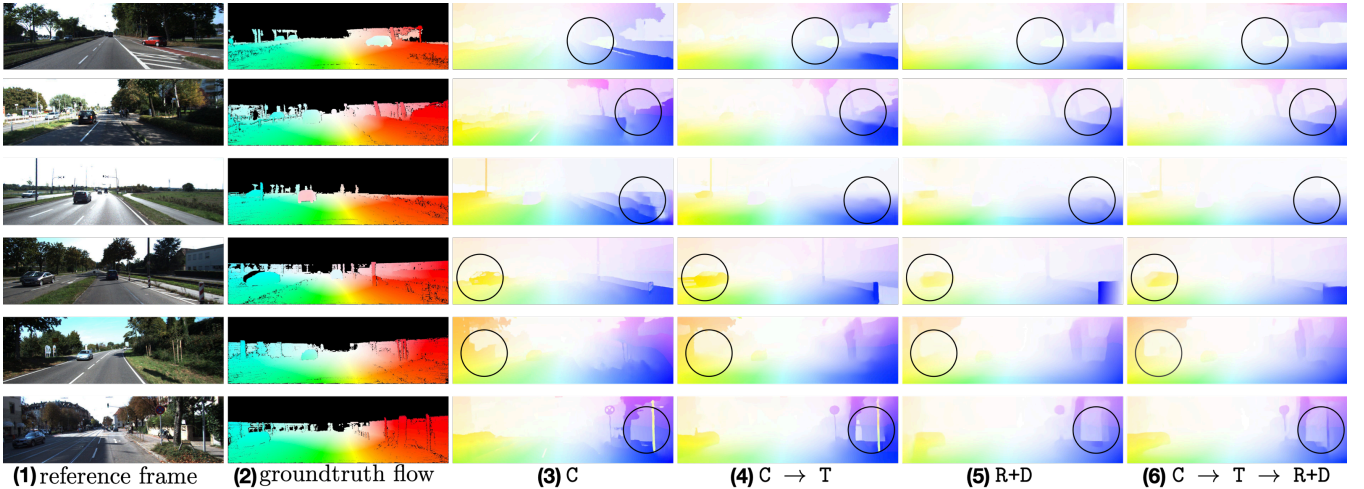 (1) reference frame (2) groundtruth flow (3) C (4) C → T (5) R+D (6) C → T → R+D